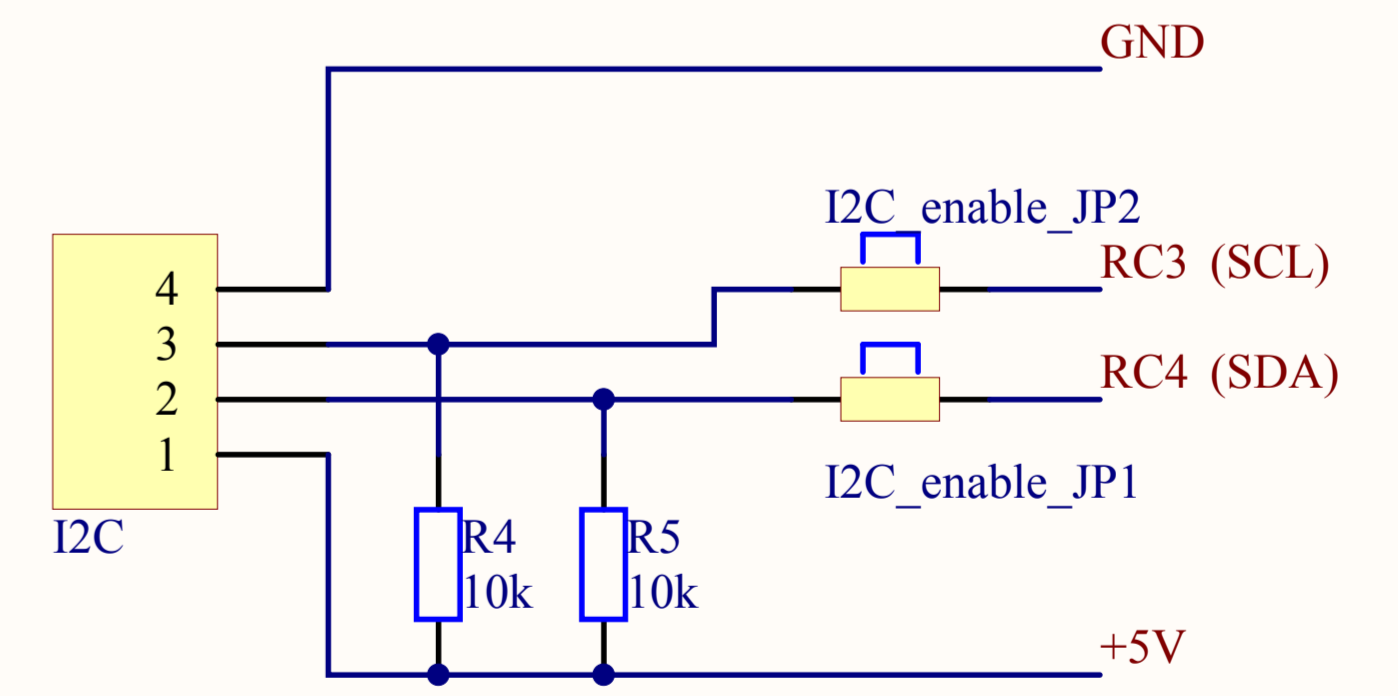 GND
I2C_enable_JP2
RC3 (SCL)
4
3
2
1
RC4 (SDA)
I2C_enable_JP1
I2C
R4
10k
R5
10k
+5V